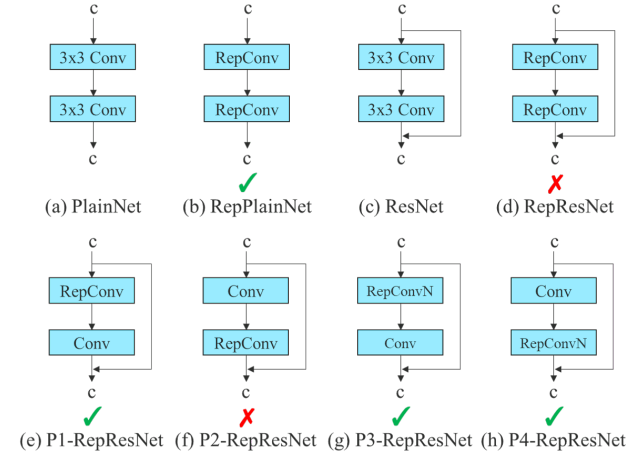 c c c c
3x3 Conv RepConv 3x3 Conv RepConv
3x3 Conv RepConv 3x3 Conv RepConv
c c c c
✓ ✗
(a) PlainNet (b) RepPlainNet (c) ResNet (d) RepResNet
c c c c
RepConv Conv RepConvN Conv
Conv RepConv Conv RepConvN
c c c c
✓ ✗ ✓ ✓
(e) P1-RepResNet (f) P2-RepResNet (g) P3-RepResNet (h) P4-RepResNet